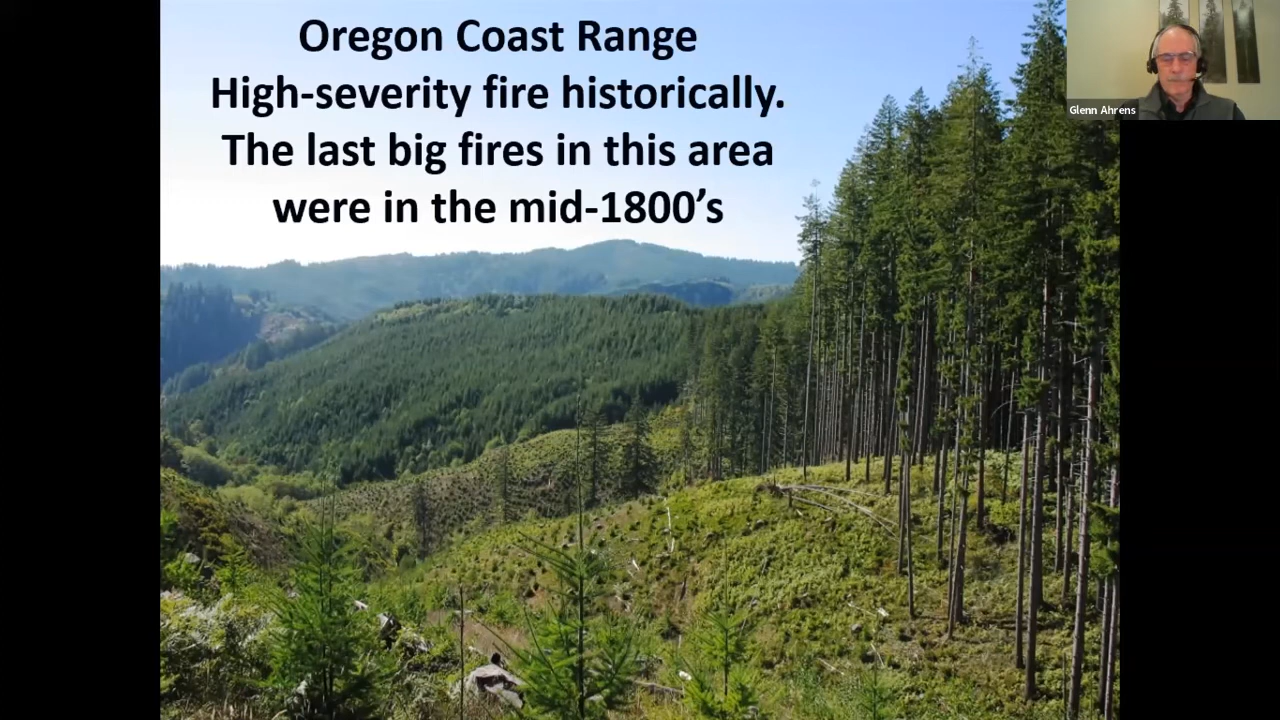 Oregon Coast Range
High-severity fire historically.
The last big fires in this area
were in the mid-1800’s
Glenn Ahrens